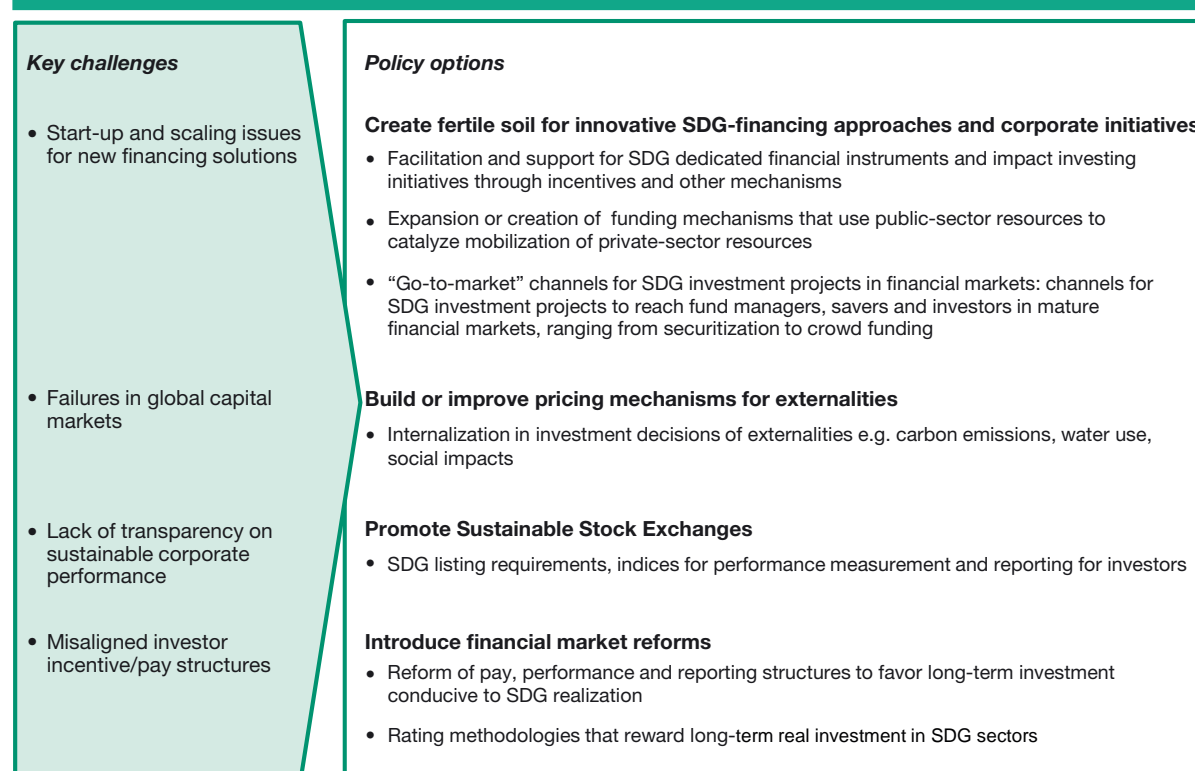 Key challenges
• Start-up and scaling issues
for new financing solutions
• Failures in global capital
markets
• Lack of transparency on
sustainable corporate
performance
• Misaligned investor
incentive/pay structures
Policy options
Create fertile soil for innovative SDG-financing approaches and corporate initiatives
• Facilitation and support for SDG dedicated financial instruments and impact investing
initiatives through incentives and other mechanisms
• Expansion or creation of funding mechanisms that use public-sector resources to
catalyze mobilization of private-sector resources
• “Go-to-market” channels for SDG investment projects in financial markets: channels for
SDG investment projects to reach fund managers, savers and investors in mature
financial markets, ranging from securitization to crowd funding
Build or improve pricing mechanisms for externalities
• Internalization in investment decisions of externalities e.g. carbon emissions, water use,
social impacts
Promote Sustainable Stock Exchanges
• SDG listing requirements, indices for performance measurement and reporting for investors
Introduce financial market reforms
• Reform of pay, performance and reporting structures to favor long-term investment
conducive to SDG realization
• Rating methodologies that reward long-term real investment in SDG sectors